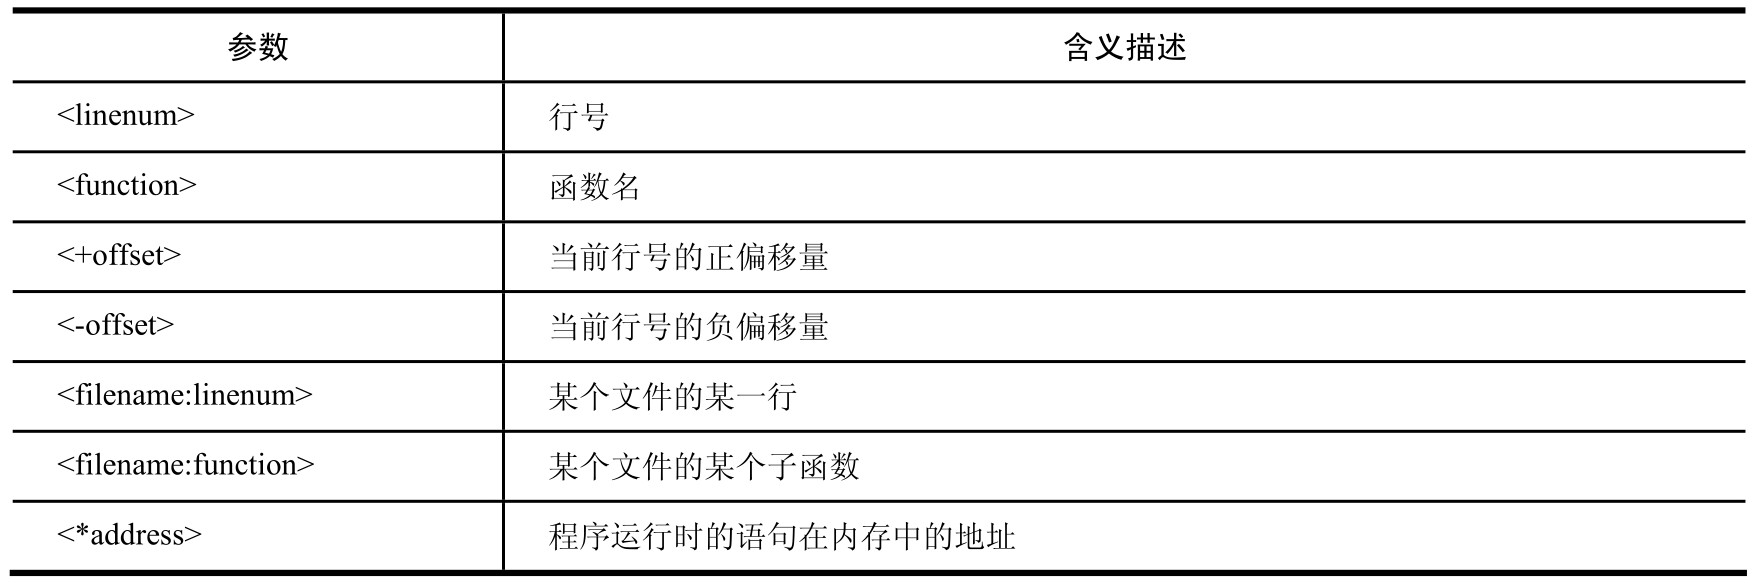 参数 含义描述
<linenum> 行号
<function> 函数名
<+offset> 当前行号的正偏移量
<-offset> 当前行号的负偏移量
<filename:linenum> 某个文件的某一行
<filename:function> 某个文件的某个子函数
<*address> 程序运行时的语句在内存中的地址